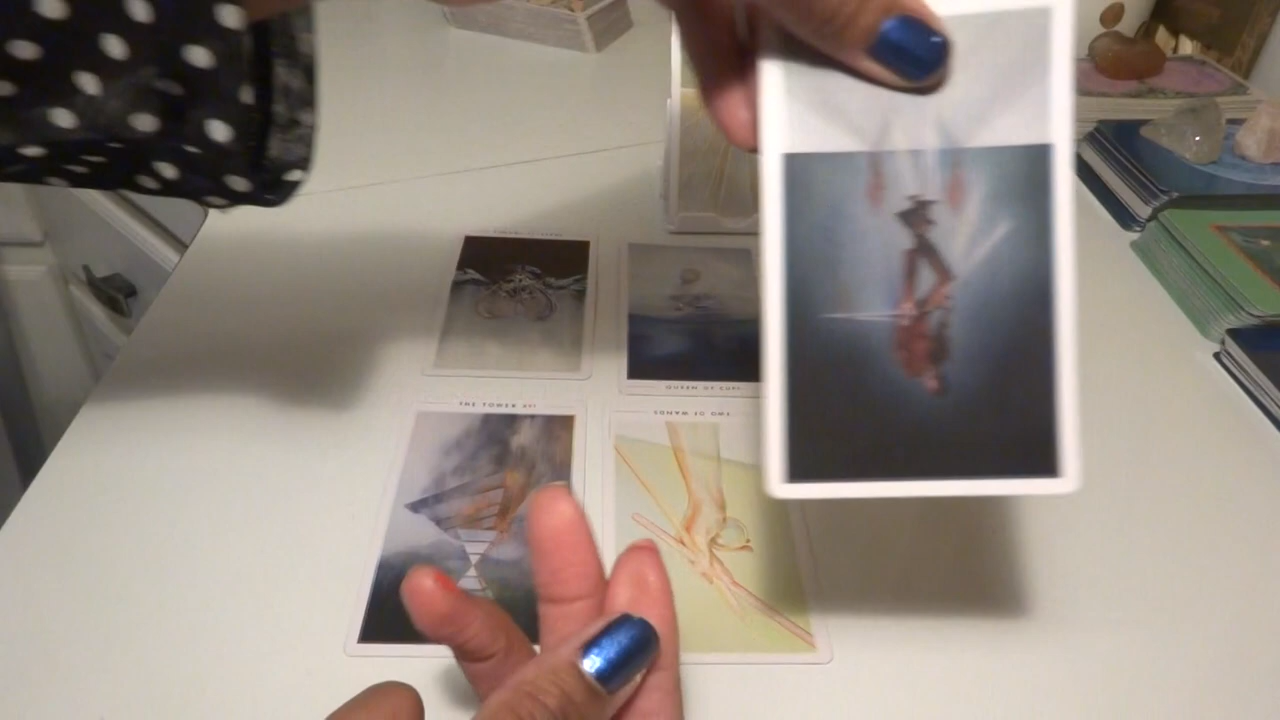 QUEEN OF CUPS
THE TOWER XVI
TWO OF WANDS